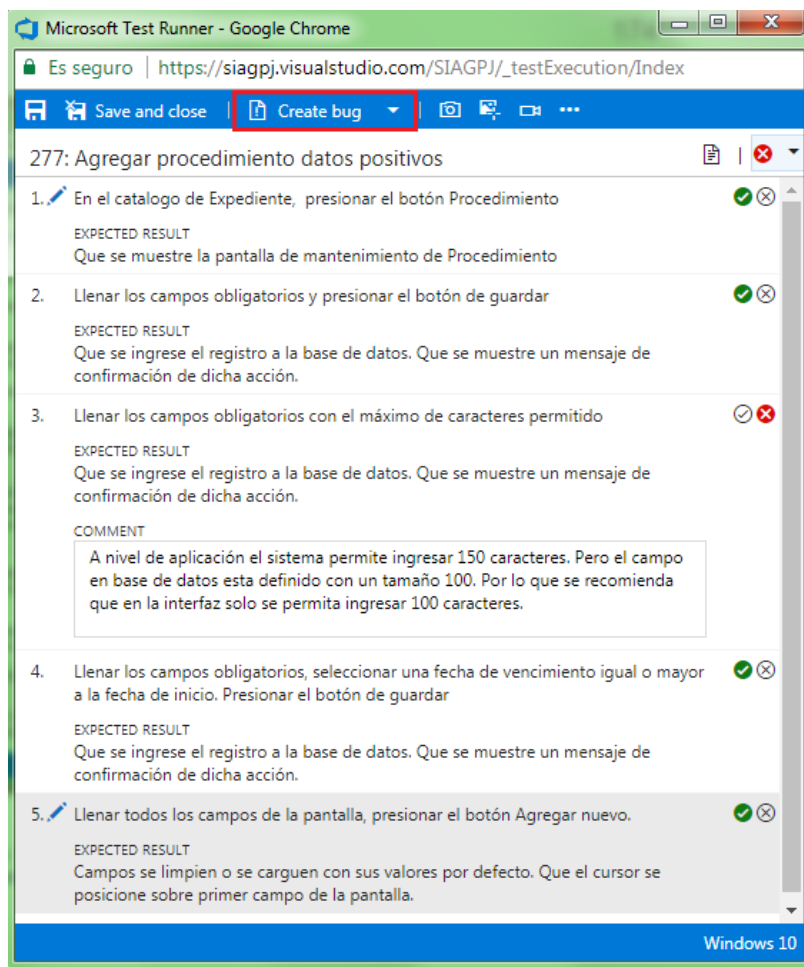 Microsoft Test Runner - Google Chrome
Es seguro | https://siagpj.visualstudio.com/SIAGPJ/_testExecution/Index
Save and close | Create bug
277: Agregar procedimiento datos positivos
1. En el catalogo de Expediente, presionar el botón Procedimiento
EXPECTED RESULT
Que se muestre la pantalla de mantenimiento de Procedimiento
2. Llenar los campos obligatorios y presionar el botón de guardar
EXPECTED RESULT
Que se ingrese el registro a la base de datos. Que se muestre un mensaje de
confirmación de dicha acción.
3. Llenar los campos obligatorios con el máximo de caracteres permitido
EXPECTED RESULT
Que se ingrese el registro a la base de datos. Que se muestre un mensaje de
confirmación de dicha acción.
COMMENT
A nivel de aplicación el sistema permite ingresar 150 caracteres. Pero el campo
en base de datos esta definido con un tamaño 100. Por lo que se recomienda
que en la interfaz solo se permita ingresar 100 caracteres.
4. Llenar los campos obligatorios, seleccionar una fecha de vencimiento igual o mayor
a la fecha de inicio. Presionar el botón de guardar
EXPECTED RESULT
Que se ingrese el registro a la base de datos. Que se muestre un mensaje de
confirmación de dicha acción.
5. Llenar todos los campos de la pantalla, presionar el botón Agregar nuevo.
EXPECTED RESULT
Campos se limpien o se carguen con sus valores por defecto. Que el cursor se
posicione sobre primer campo de la pantalla.
Windows 10